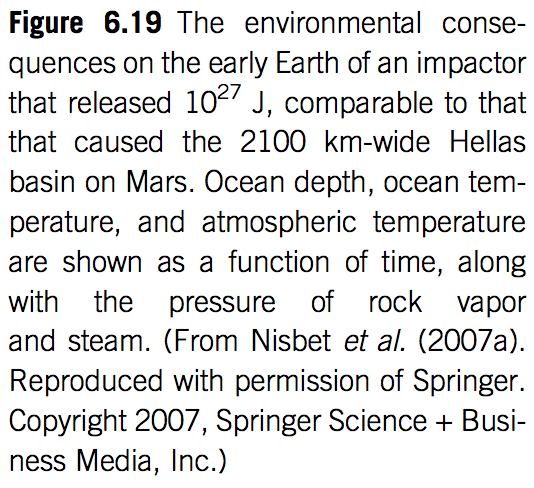 Figure 6.19 The environmental conse-
quences on the early Earth of an impactor
that released 10²⁷ J, comparable to that
that caused the 2100 km-wide Hellas
basin on Mars. Ocean depth, ocean tem-
perature, and atmospheric temperature
are shown as a function of time, along
with the pressure of rock vapor
and steam. (From Nisbet et al. (2007a).
Reproduced with permission of Springer.
Copyright 2007, Springer Science + Busi-
ness Media, Inc.)